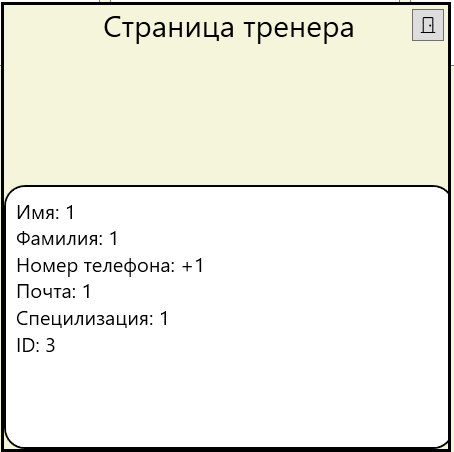 Страница тренера
Имя: 1
Фамилия: 1
Номер телефона: +1
Почта: 1
Специлизация: 1
ID: 3